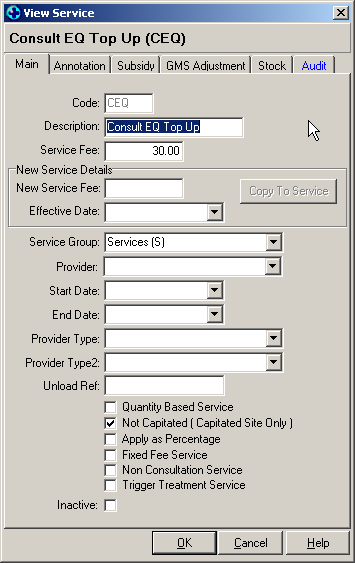 View Service
Consult EQ Top Up (CEQ)
Main Annotation Subsidy GMS Adjustment Stock Audit
Code: CEQ
Description: Consult EQ Top Up
Service Fee: 30.00
New Service Details
New Service Fee:
Copy To Service
Effective Date:
Service Group: Services (S)
Provider:
Start Date:
End Date:
Provider Type:
Provider Type2:
Unload Ref:
Quantity Based Service
Not Capitated ( Capitated Site Only )
Apply as Percentage
Fixed Fee Service
Non Consultation Service
Trigger Treatment Service
Inactive:
OK Cancel Help